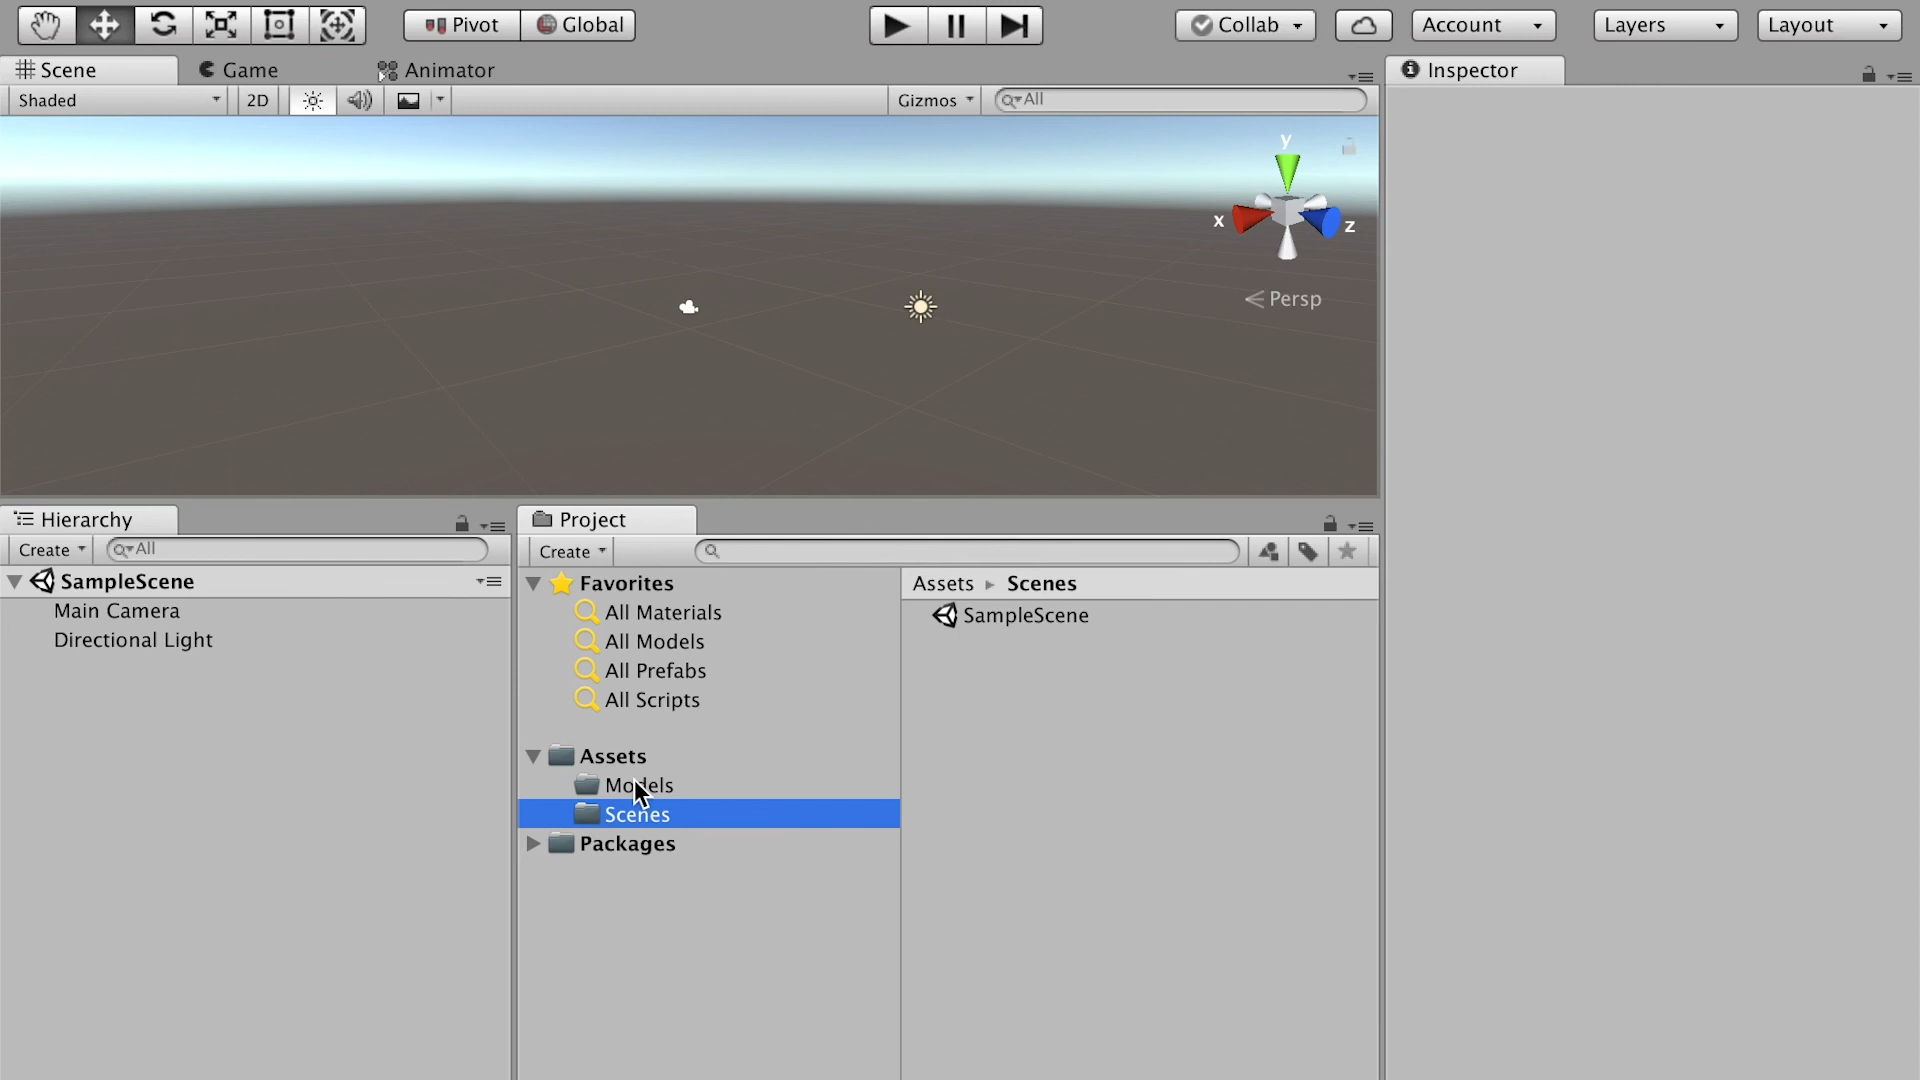 Pivot Global Collab Account Layers Layout
Scene Game Animator Inspector
Shaded 2D Gizmos All
y
x z
Persp
Hierarchy
Create All
SampleScene
Main Camera
Directional Light
Project
Create
Favorites
All Materials
All Models
All Prefabs
All Scripts
Assets
Models
Scenes
Packages
Assets Scenes
SampleScene